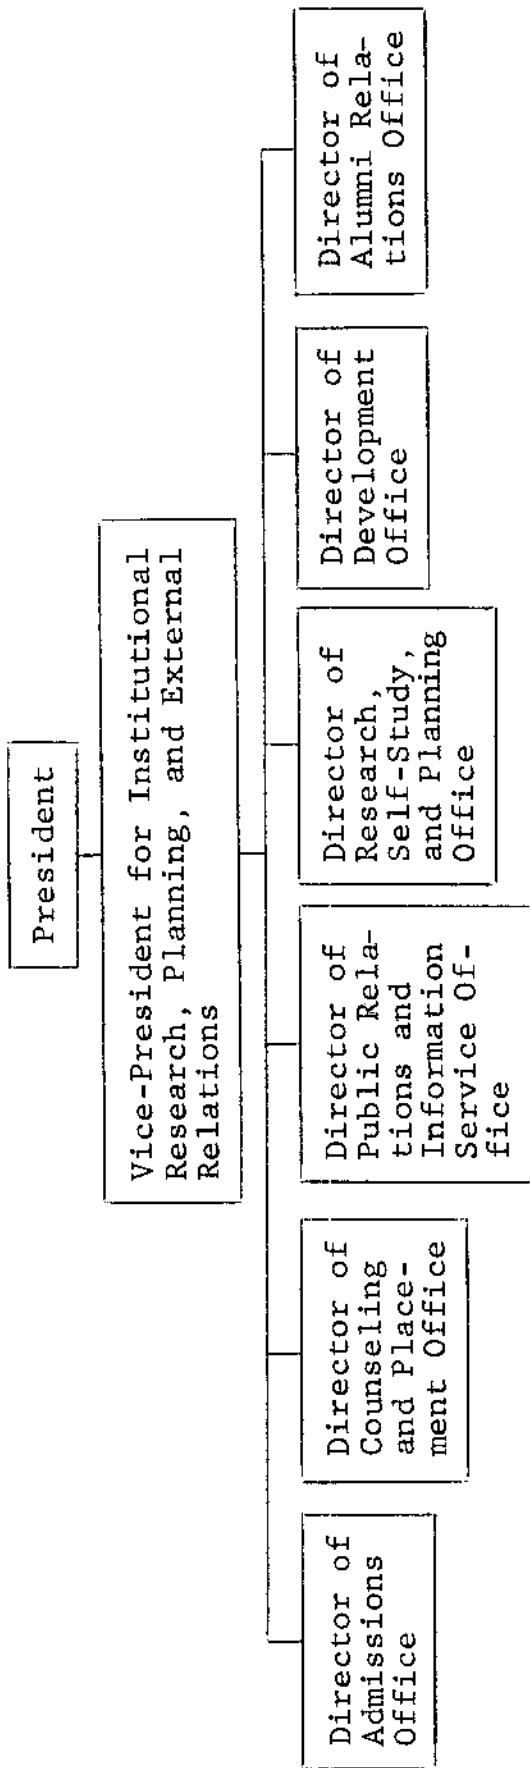 President
Vice-President for Institutional
Research, Planning, and External
Relations
Director of
Admissions
Office
Director of
Counseling
and Place-
ment Office
Director of
Public Rela-
tions and
Information
Service Of-
fice
Director of
Research,
Self-Study,
and Planning
Office
Director of
Development
Office
Director of
Alumni Rela-
tions Office